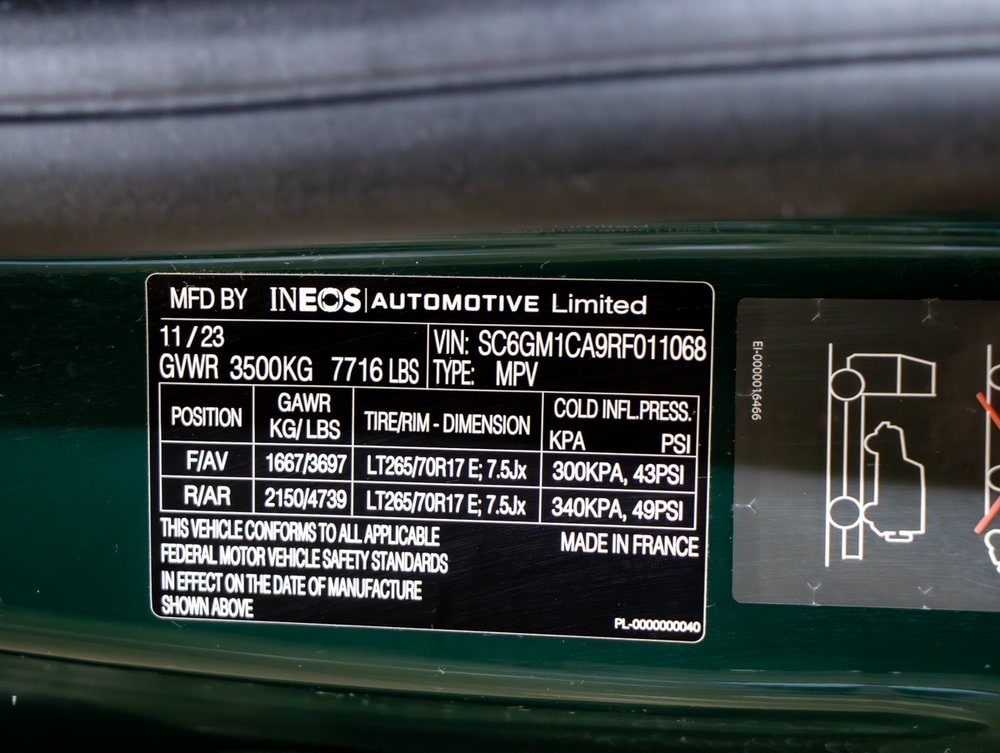 MFD BY INEOS AUTOMOTIVE Limited
11/23
GVWR 3500KG 7716 LBS
VIN: SC6GM1CA9RF011068
TYPE: MPV
POSITION GAWR KG/LBS TIRE/RIM - DIMENSION COLD INFL.PRESS. KPA PSI
F/AV 1667/3697 LT265/70R17 E; 7.5Jx 300KPA, 43PSI
R/AR 2150/4739 LT265/70R17 E; 7.5Jx 340KPA, 49PSI
THIS VEHICLE CONFORMS TO ALL APPLICABLE
FEDERAL MOTOR VEHICLE SAFETY STANDARDS
IN EFFECT ON THE DATE OF MANUFACTURE
SHOWN ABOVE
MADE IN FRANCE
PL-0000000040
EI-0000016466